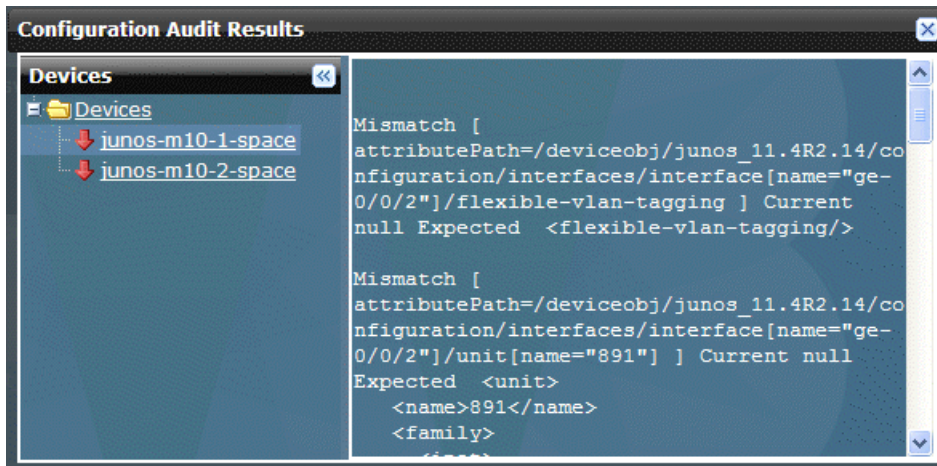 Configuration Audit Results
Devices
Devices
junos-m10-1-space
junos-m10-2-space
Mismatch [
attributePath=/deviceobj/junos_11.4R2.14/co
nfiguration/interfaces/interface[name="ge-
0/0/2"]/flexible-vlan-tagging ] Current
null Expected  <flexible-vlan-tagging/>
Mismatch [
attributePath=/deviceobj/junos_11.4R2.14/co
nfiguration/interfaces/interface[name="ge-
0/0/2"]/unit[name="891"] ] Current null
Expected  <unit>
<name>891</name>
<family>